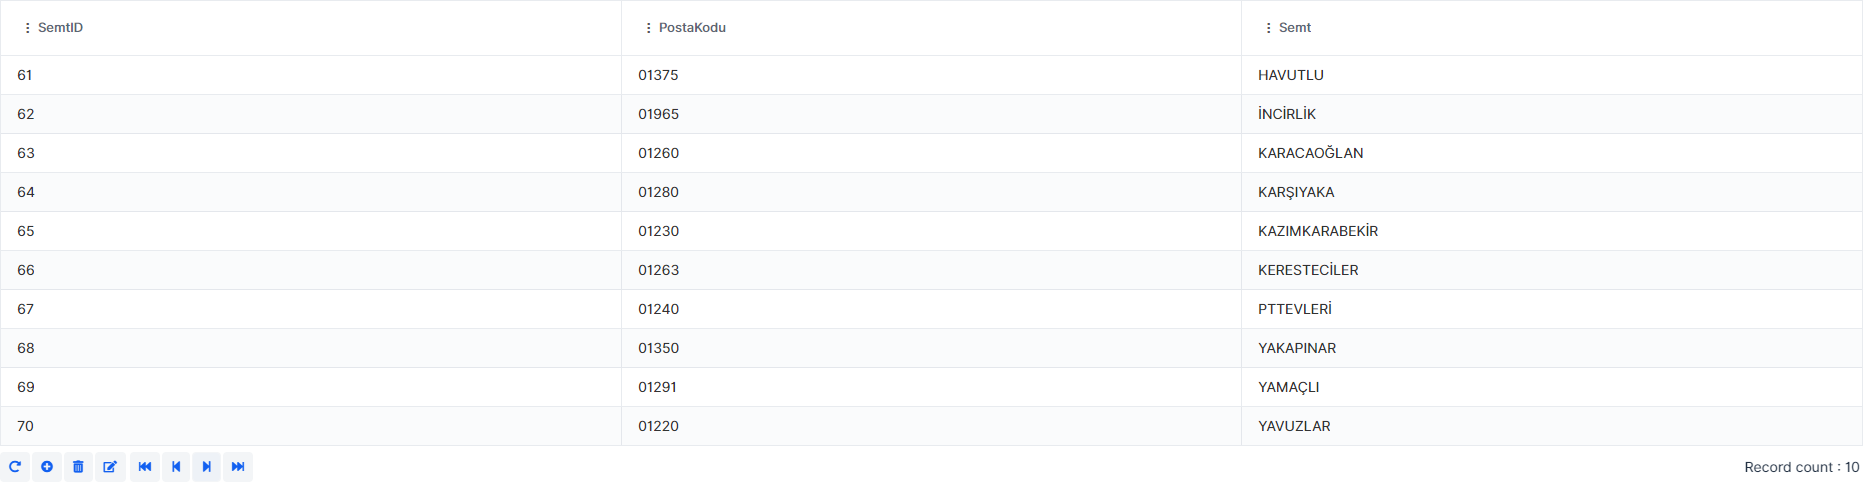 SemtID PostaKodu Semt
61 01375 HAVUTLU
62 01965 İNCİRLİK
63 01260 KARACAOĞLAN
64 01280 KARŞIYAKA
65 01230 KAZIMKARABEKİR
66 01263 KERESTECİLER
67 01240 PTTEVLERİ
68 01350 YAKAPINAR
69 01291 YAMAÇLI
70 01220 YAVUZLAR
Record count : 10